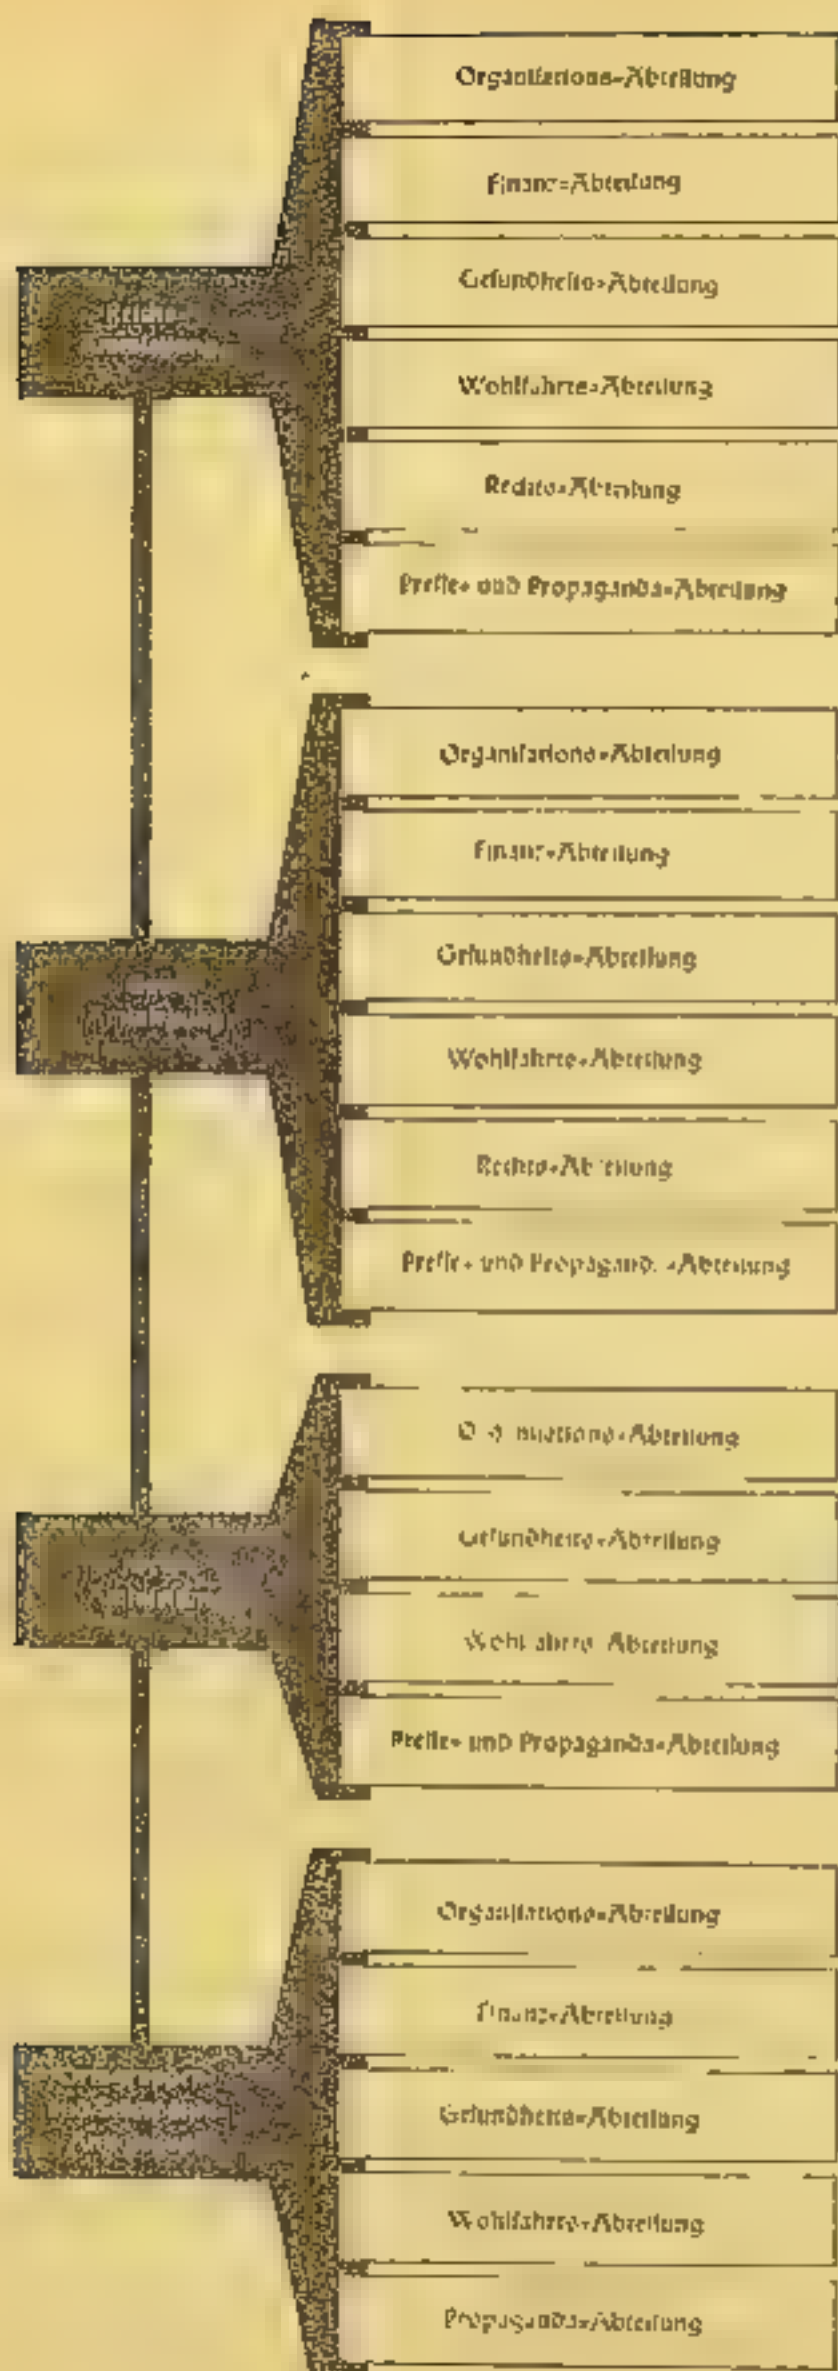 Organisations-Abteilung
Finanz-Abteilung
Gesundheits-Abteilung
Wohlfahrts-Abteilung
Rechts-Abteilung
Presse- und Propaganda-Abteilung
Organisations-Abteilung
Finanz-Abteilung
Gesundheits-Abteilung
Wohlfahrts-Abteilung
Rechts-Abteilung
Presse- und Propaganda-Abteilung
Organisations-Abteilung
Gesundheits-Abteilung
Wohlfahrts-Abteilung
Presse- und Propaganda-Abteilung
Organisations-Abteilung
Finanz-Abteilung
Gesundheits-Abteilung
Wohlfahrts-Abteilung
Propaganda-Abteilung